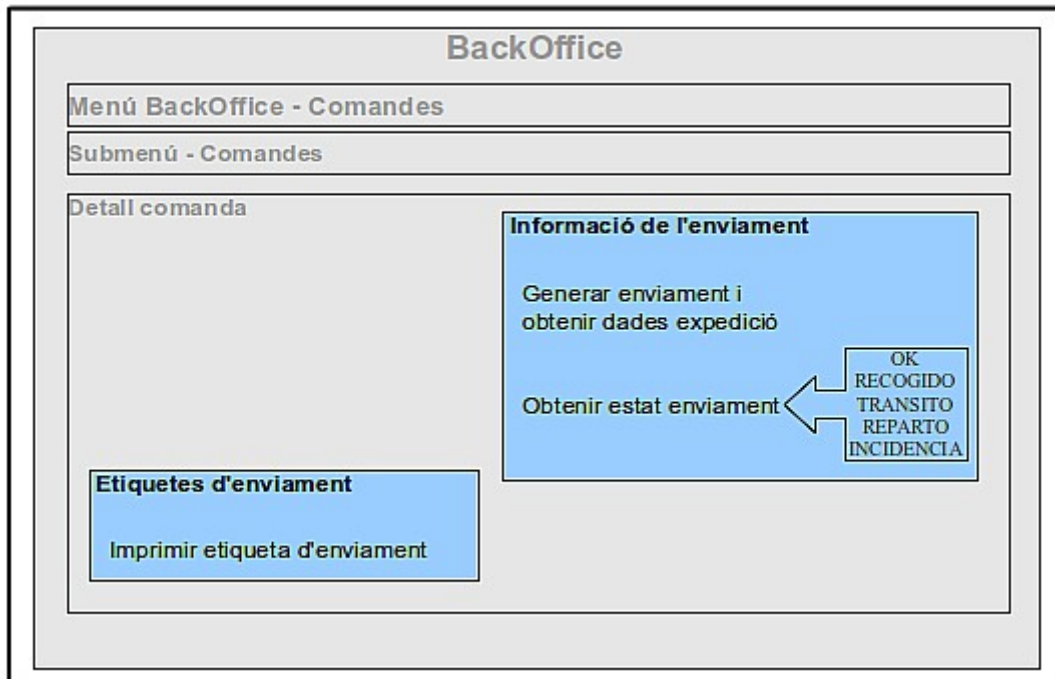 BackOffice
Menú BackOffice - Comandes
Submenú - Comandes
Detall comanda
Informació de l'enviament
Generar enviament i
obtenir dades expedició
Obtenir estat enviament
OK
RECOGIDO
TRANSITO
REPARTO
INCIDENCIA
Etiquetes d'enviament
Imprimir etiqueta d'enviament